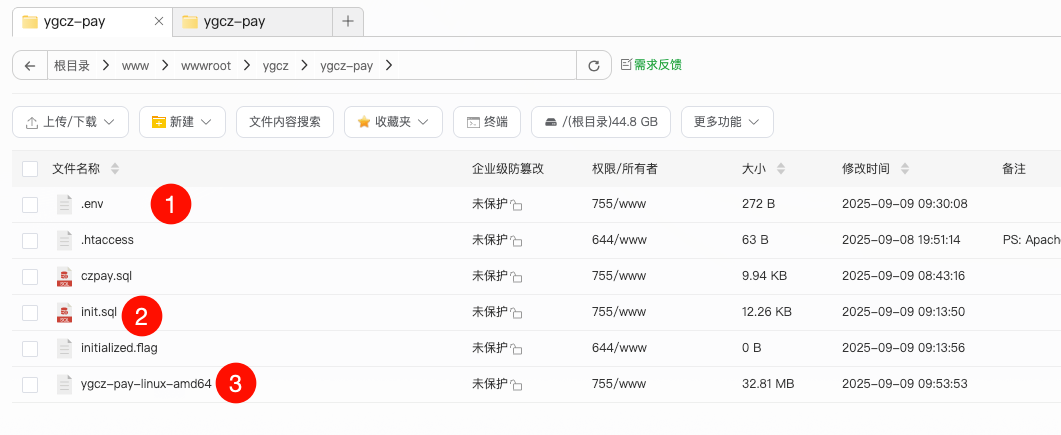 ygcz-pay ygcz-pay
根目录 www wwwroot ygcz ygcz-pay 需求反馈
上传/下载 新建 文件内容搜索 收藏夹 终端 /(根目录)44.8 GB 更多功能
文件名称 企业级防篡改 权限/所有者 大小 修改时间 备注
.env 1 未保护 755/www 272 B 2025-09-09 09:30:08
.htaccess 未保护 644/www 63 B 2025-09-08 19:51:14 PS: Apach
czpay.sql 未保护 755/www 9.94 KB 2025-09-09 08:43:16
init.sql 2 未保护 755/www 12.26 KB 2025-09-09 09:13:50
initialized.flag 未保护 644/www 0 B 2025-09-09 09:13:56
ygcz-pay-linux-amd64 3 未保护 755/www 32.81 MB 2025-09-09 09:53:53